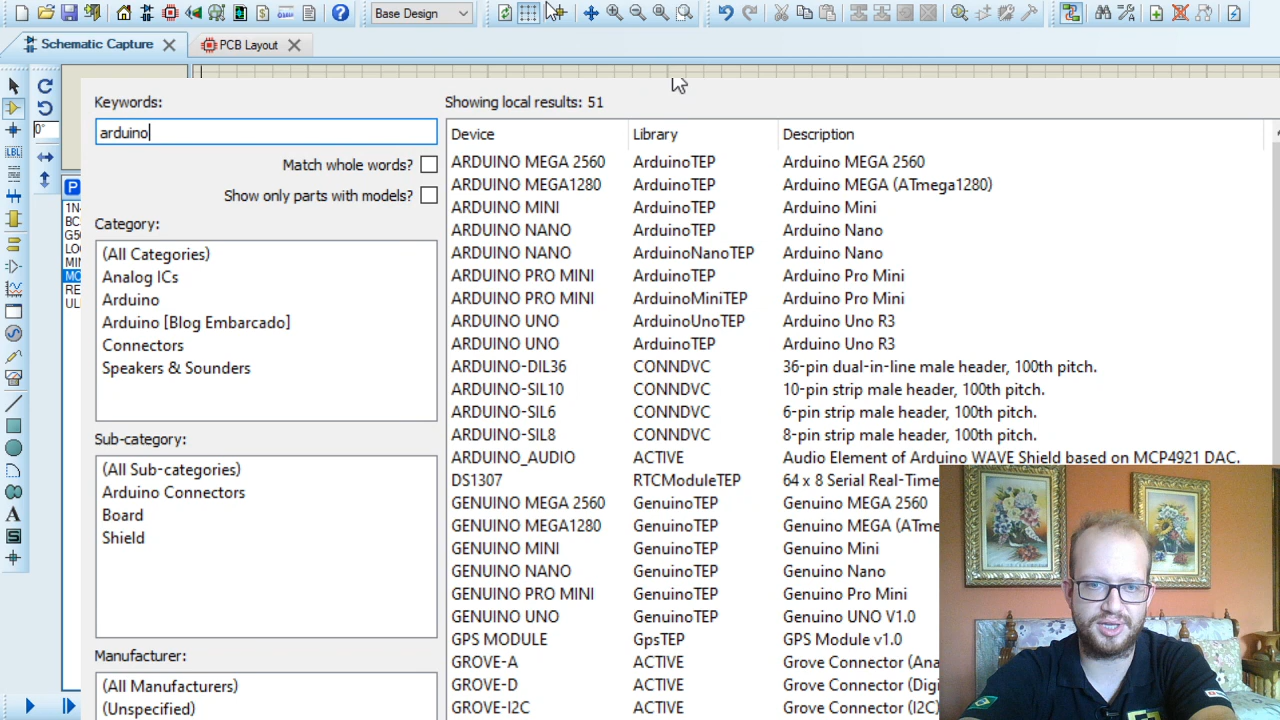 Base Design
Schematic Capture
PCB Layout
0°
LBL
P
Keywords:
arduino
Match whole words?
Show only parts with models?
Category:
(All Categories)
Analog ICs
Arduino
Arduino [Blog Embarcado]
Connectors
Speakers & Sounders
Sub-category:
(All Sub-categories)
Arduino Connectors
Board
Shield
Manufacturer:
(All Manufacturers)
(Unspecified)
Showing local results: 51
Device Library Description
ARDUINO MEGA 2560 ArduinoTEP Arduino MEGA 2560
ARDUINO MEGA1280 ArduinoTEP Arduino MEGA (ATmega1280)
ARDUINO MINI ArduinoTEP Arduino Mini
ARDUINO NANO ArduinoTEP Arduino Nano
ARDUINO NANO ArduinoNanoTEP Arduino Nano
ARDUINO PRO MINI ArduinoTEP Arduino Pro Mini
ARDUINO PRO MINI ArduinoMiniTEP Arduino Pro Mini
ARDUINO UNO ArduinoUnoTEP Arduino Uno R3
ARDUINO UNO ArduinoTEP Arduino Uno R3
ARDUINO-DIL36 CONNDVC 36-pin dual-in-line male header, 100th pitch.
ARDUINO-SIL10 CONNDVC 10-pin strip male header, 100th pitch.
ARDUINO-SIL6 CONNDVC 6-pin strip male header, 100th pitch.
ARDUINO-SIL8 CONNDVC 8-pin strip male header, 100th pitch.
ARDUINO_AUDIO ACTIVE Audio Element of Arduino WAVE Shield based on MCP4921 DAC.
DS1307 RTCModuleTEP 64 x 8 Serial Real-Time
GENUINO MEGA 2560 GenuinoTEP Genuino MEGA 2560
GENUINO MEGA1280 GenuinoTEP Genuino MEGA (ATme
GENUINO MINI GenuinoTEP Genuino Mini
GENUINO NANO GenuinoTEP Genuino Nano
GENUINO PRO MINI GenuinoTEP Genuino Pro Mini
GENUINO UNO GenuinoTEP Genuino UNO V1.0
GPS MODULE GpsTEP GPS Module v1.0
GROVE-A ACTIVE Grove Connector (Ana
GROVE-D ACTIVE Grove Connector (Digi
GROVE-I2C ACTIVE Grove Connector (I2C)